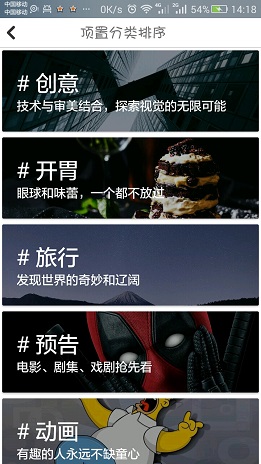 中国移动
中国移动
0K/s 4G 2G 54% 14:18
顶置分类排序
# 创意
技术与审美结合，探索视觉的无限可能
# 开胃
眼球和味蕾，一个都不放过
# 旅行
发现世界的奇妙和辽阔
# 预告
电影、剧集、戏剧抢先看
# 动画
有趣的人永远不缺童心